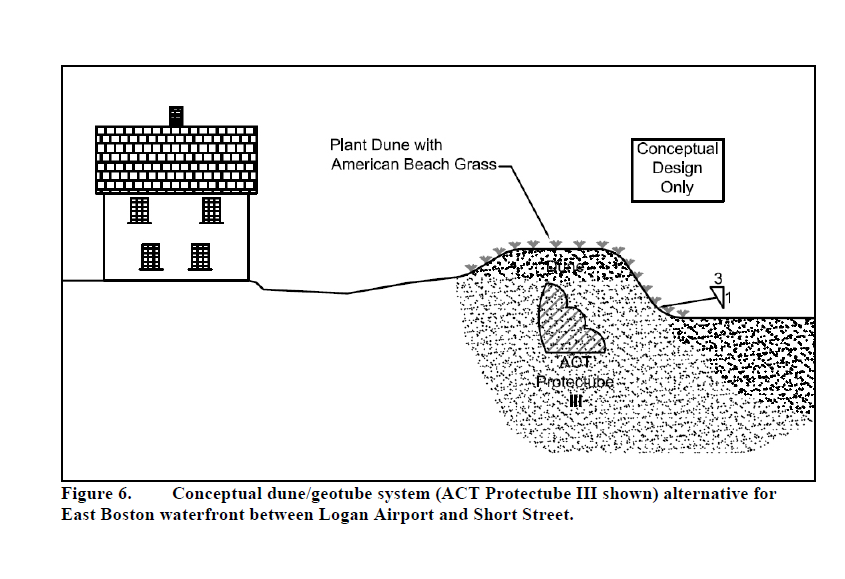 Plant Dune with
American Beach Grass
Conceptual
Design
Only
Dune
3
1
ACT
Protectube
III
Figure 6. Conceptual dune/geotube system (ACT Protectube III shown) alternative for
East Boston waterfront between Logan Airport and Short Street.